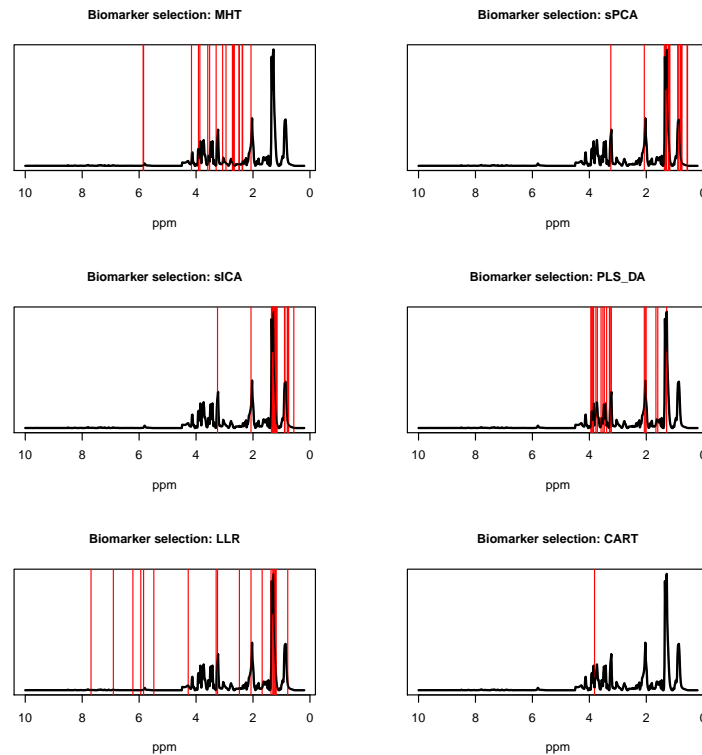 Biomarker selection: MHT
10 8 6 4 2 0
ppm
Biomarker selection: sPCA
10 8 6 4 2 0
ppm
Biomarker selection: sICA
10 8 6 4 2 0
ppm
Biomarker selection: PLS_DA
10 8 6 4 2 0
ppm
Biomarker selection: LLR
10 8 6 4 2 0
ppm
Biomarker selection: CART
10 8 6 4 2 0
ppm